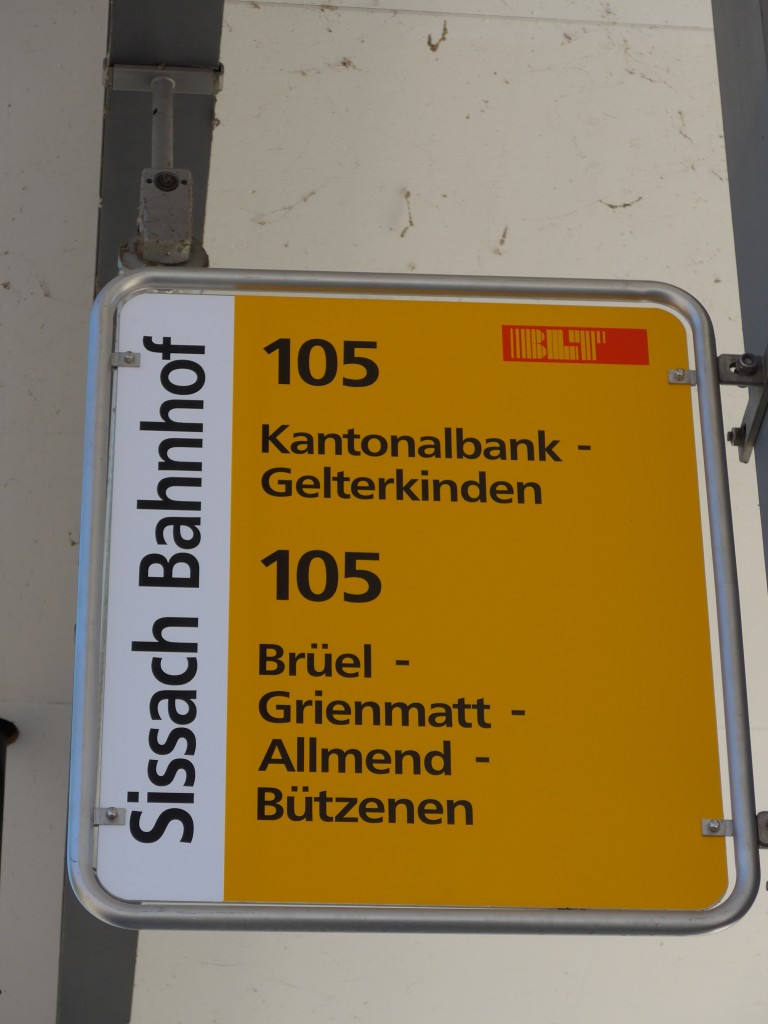 Sissach Bahnhof
105
BLT
Kantonalbank -
Gelterkinden
105
Brüel -
Grienmatt -
Allmend -
Bützenen